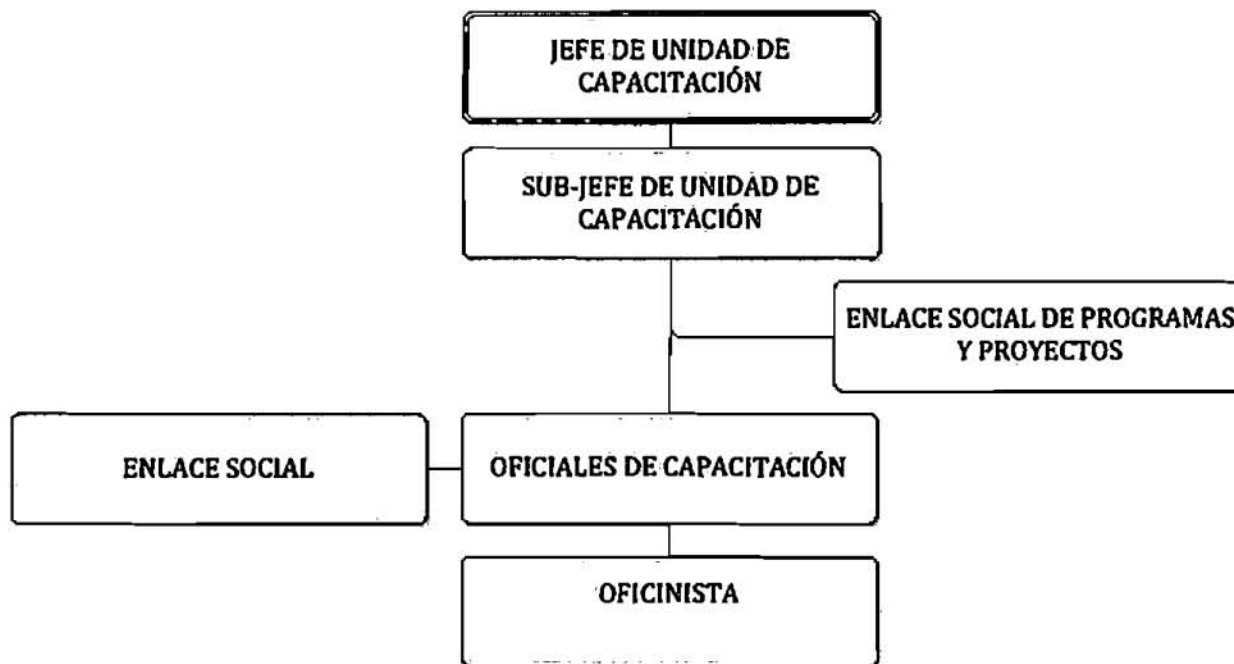 JEFE DE UNIDAD DE
CAPACITACIÓN
SUB-JEFE DE UNIDAD DE
CAPACITACIÓN
ENLACE SOCIAL DE PROGRAMAS
Y PROYECTOS
ENLACE SOCIAL
OFICIALES DE CAPACITACIÓN
OFICINISTA